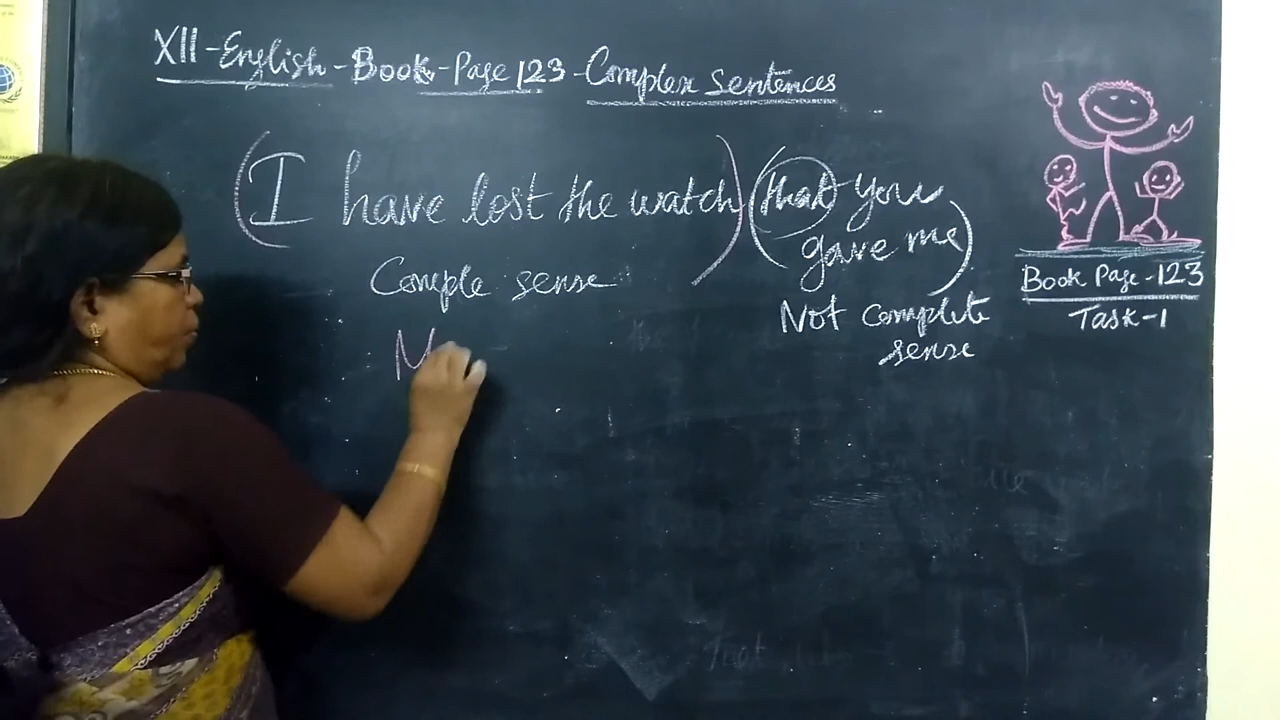 XII - English - Book - Page 123 - Complex sentences
(I have lost the watch) (that you
gave me)
Comple sense
Not complete
sense
M
Book Page - 123
Task - 1